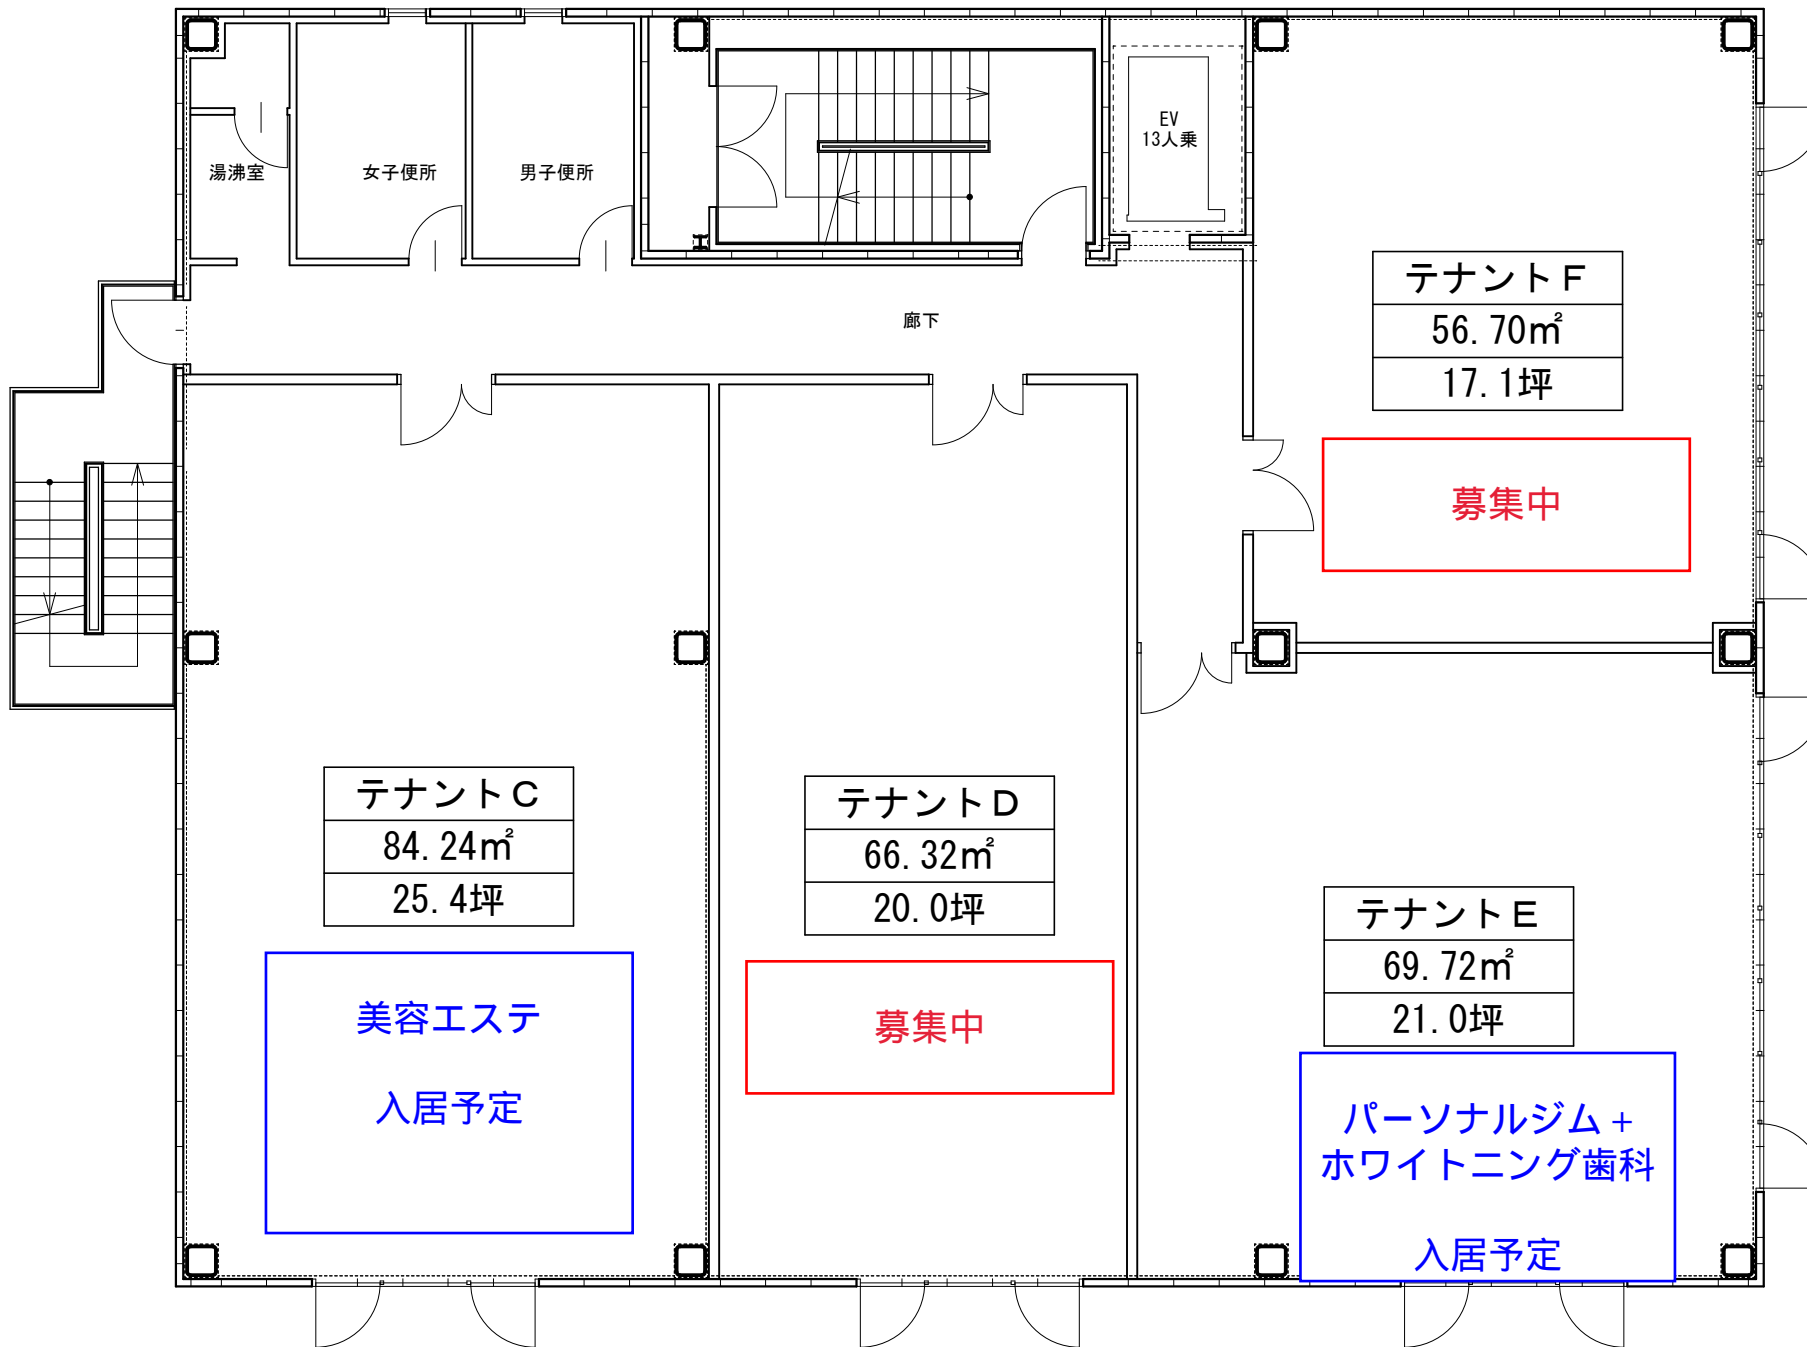 湯沸室
女子便所
男子便所
EV
13人乗
廊下
テナントF
56.70㎡
17.1坪
募集中
テナントC
84.24㎡
25.4坪
美容エステ
入居予定
テナントD
66.32㎡
20.0坪
募集中
テナントE
69.72㎡
21.0坪
パーソナルジム+
ホワイトニング歯科
入居予定